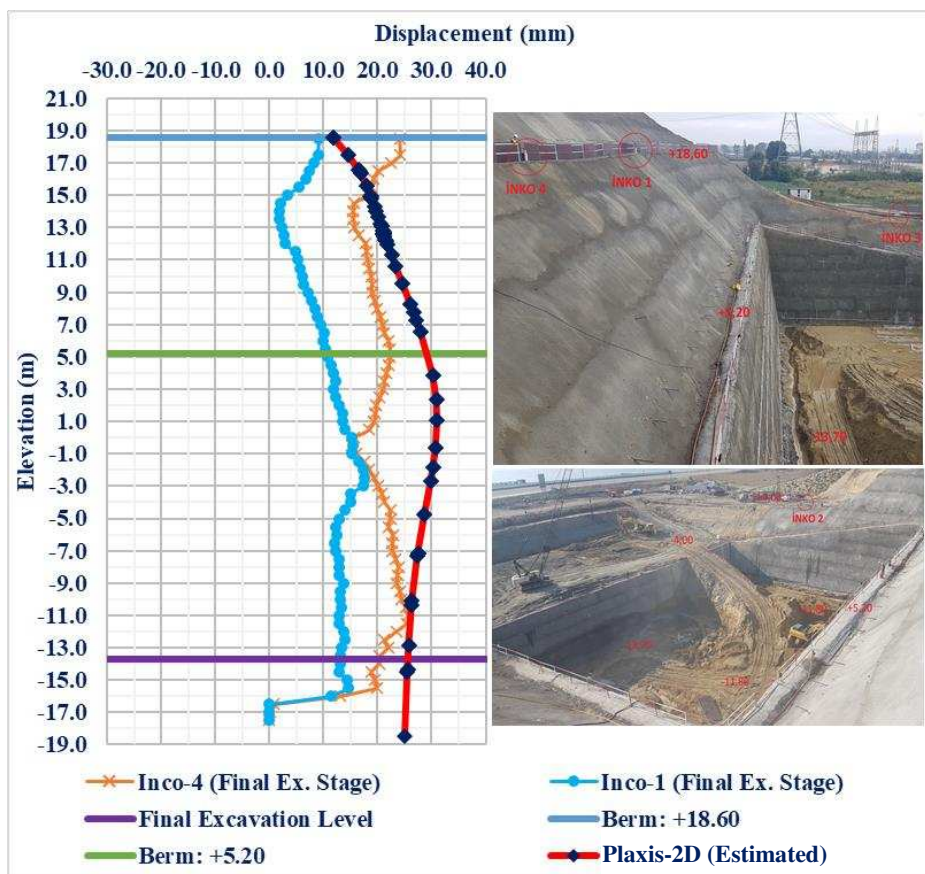 Displacement (mm)
-30.0 -20.0 -10.0 0.0 10.0 20.0 30.0 40.0
Elevation (m)
21.0
19.0
17.0
15.0
13.0
11.0
9.0
7.0
5.0
3.0
1.0
-1.0
-3.0
-5.0
-7.0
-9.0
-11.0
-13.0
-15.0
-17.0
-19.0
+18,60
İNKO 4
İNKO 1
İNKO 3
+5,20
İNKO 2
-4,00
+5,20
Inco-4 (Final Ex. Stage)
Inco-1 (Final Ex. Stage)
Final Excavation Level
Berm: +18.60
Berm: +5.20
Plaxis-2D (Estimated)